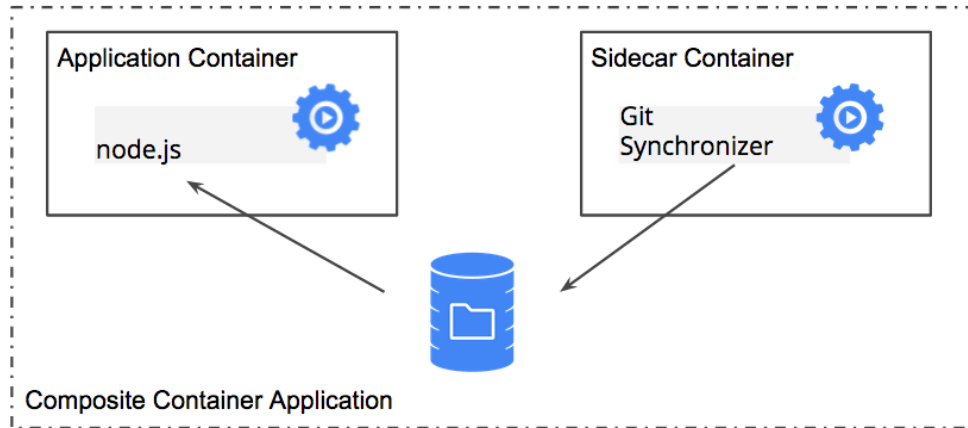 Application Container
node.js
Sidecar Container
Git
Synchronizer
Composite Container Application